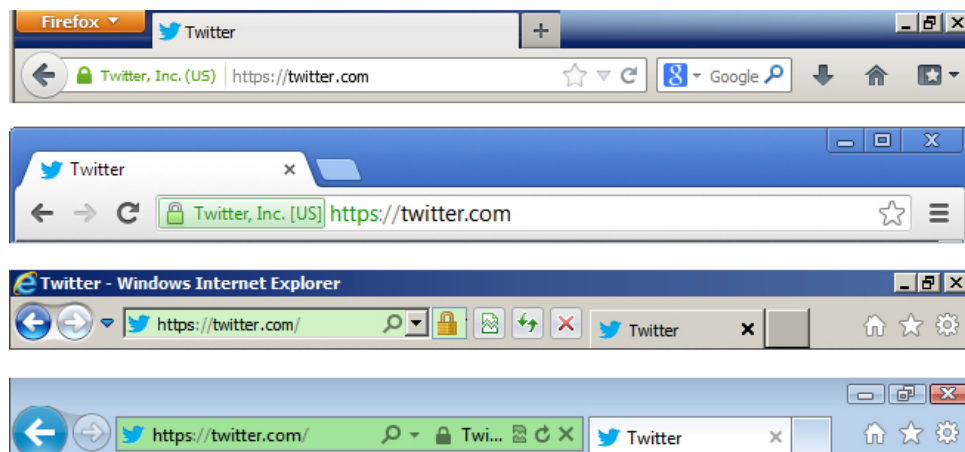 Firefox
Twitter
Twitter, Inc. (US) https://twitter.com
Google
Twitter
Twitter, Inc. [US] https://twitter.com
Twitter - Windows Internet Explorer
https://twitter.com/
Twitter
https://twitter.com/
Twi...
Twitter